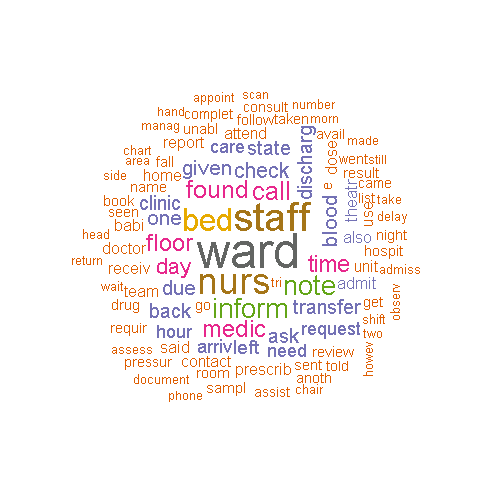 appoint scan
hand complet consult number
manag unabl follow taken morn
chart report attend avail made
area fall care state discharg dose went still
side home given check e result
name found call theatr came
book clinic list take
seen one bed staff blood use delay
babi also night
head doctor floor ward hospit
return receiv day time unit admiss
wait team due nurs tri note admit observ
drug back go inform transfer get
requir hour medic ask request shift
assess said arriv left need review two
pressur contact sent told howev
document room prescrib anoth
phone sampl assist chair